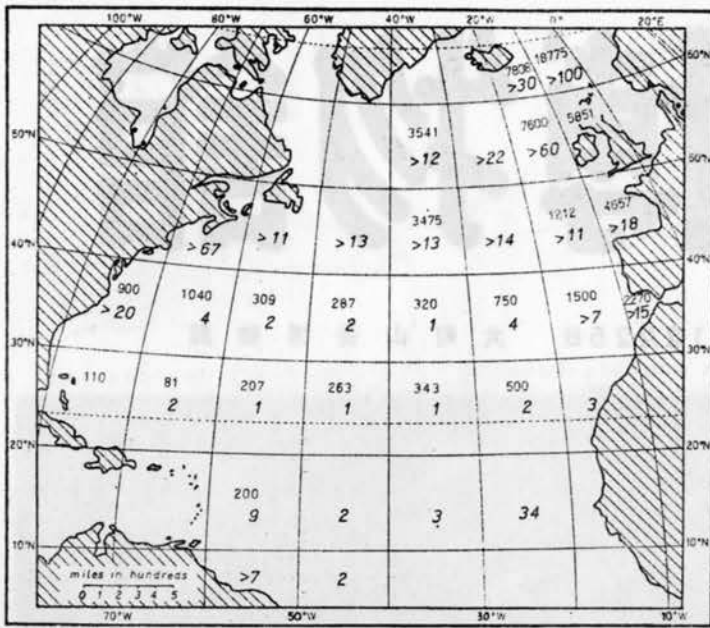 100°W 80°W 60°W 40°W 20°W 0° 20°E
60°N 60°N
7808 18775
>30 >100
50°N 3541 7600 5851
>12 >22 >60 50°N
3475 1212 4657
40°N >67 >11 >13 >13 >14 >11 >18 40°N
900 1040 309 287 320 750 1500 2270
>20 4 2 2 1 4 >7 >15
30°N 30°N
110 81 207 263 343 500
2 1 1 1 2 3
20°N 20°N
200
9 2 3 34
10°N 10°N
miles in hundreds >7 2
0 1 2 3 4 5
70°W 50°W 30°W 10°W